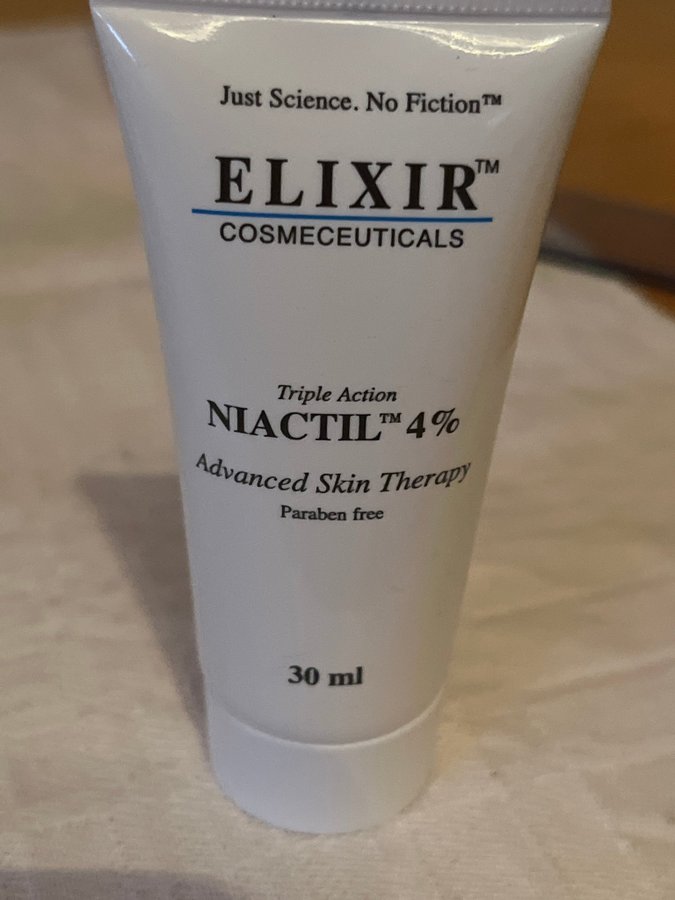 Just Science. No Fiction™
ELIXIR™
COSMECEUTICALS
Triple Action
NIACTIL™ 4%
Advanced Skin Therapy
Paraben free
30 ml